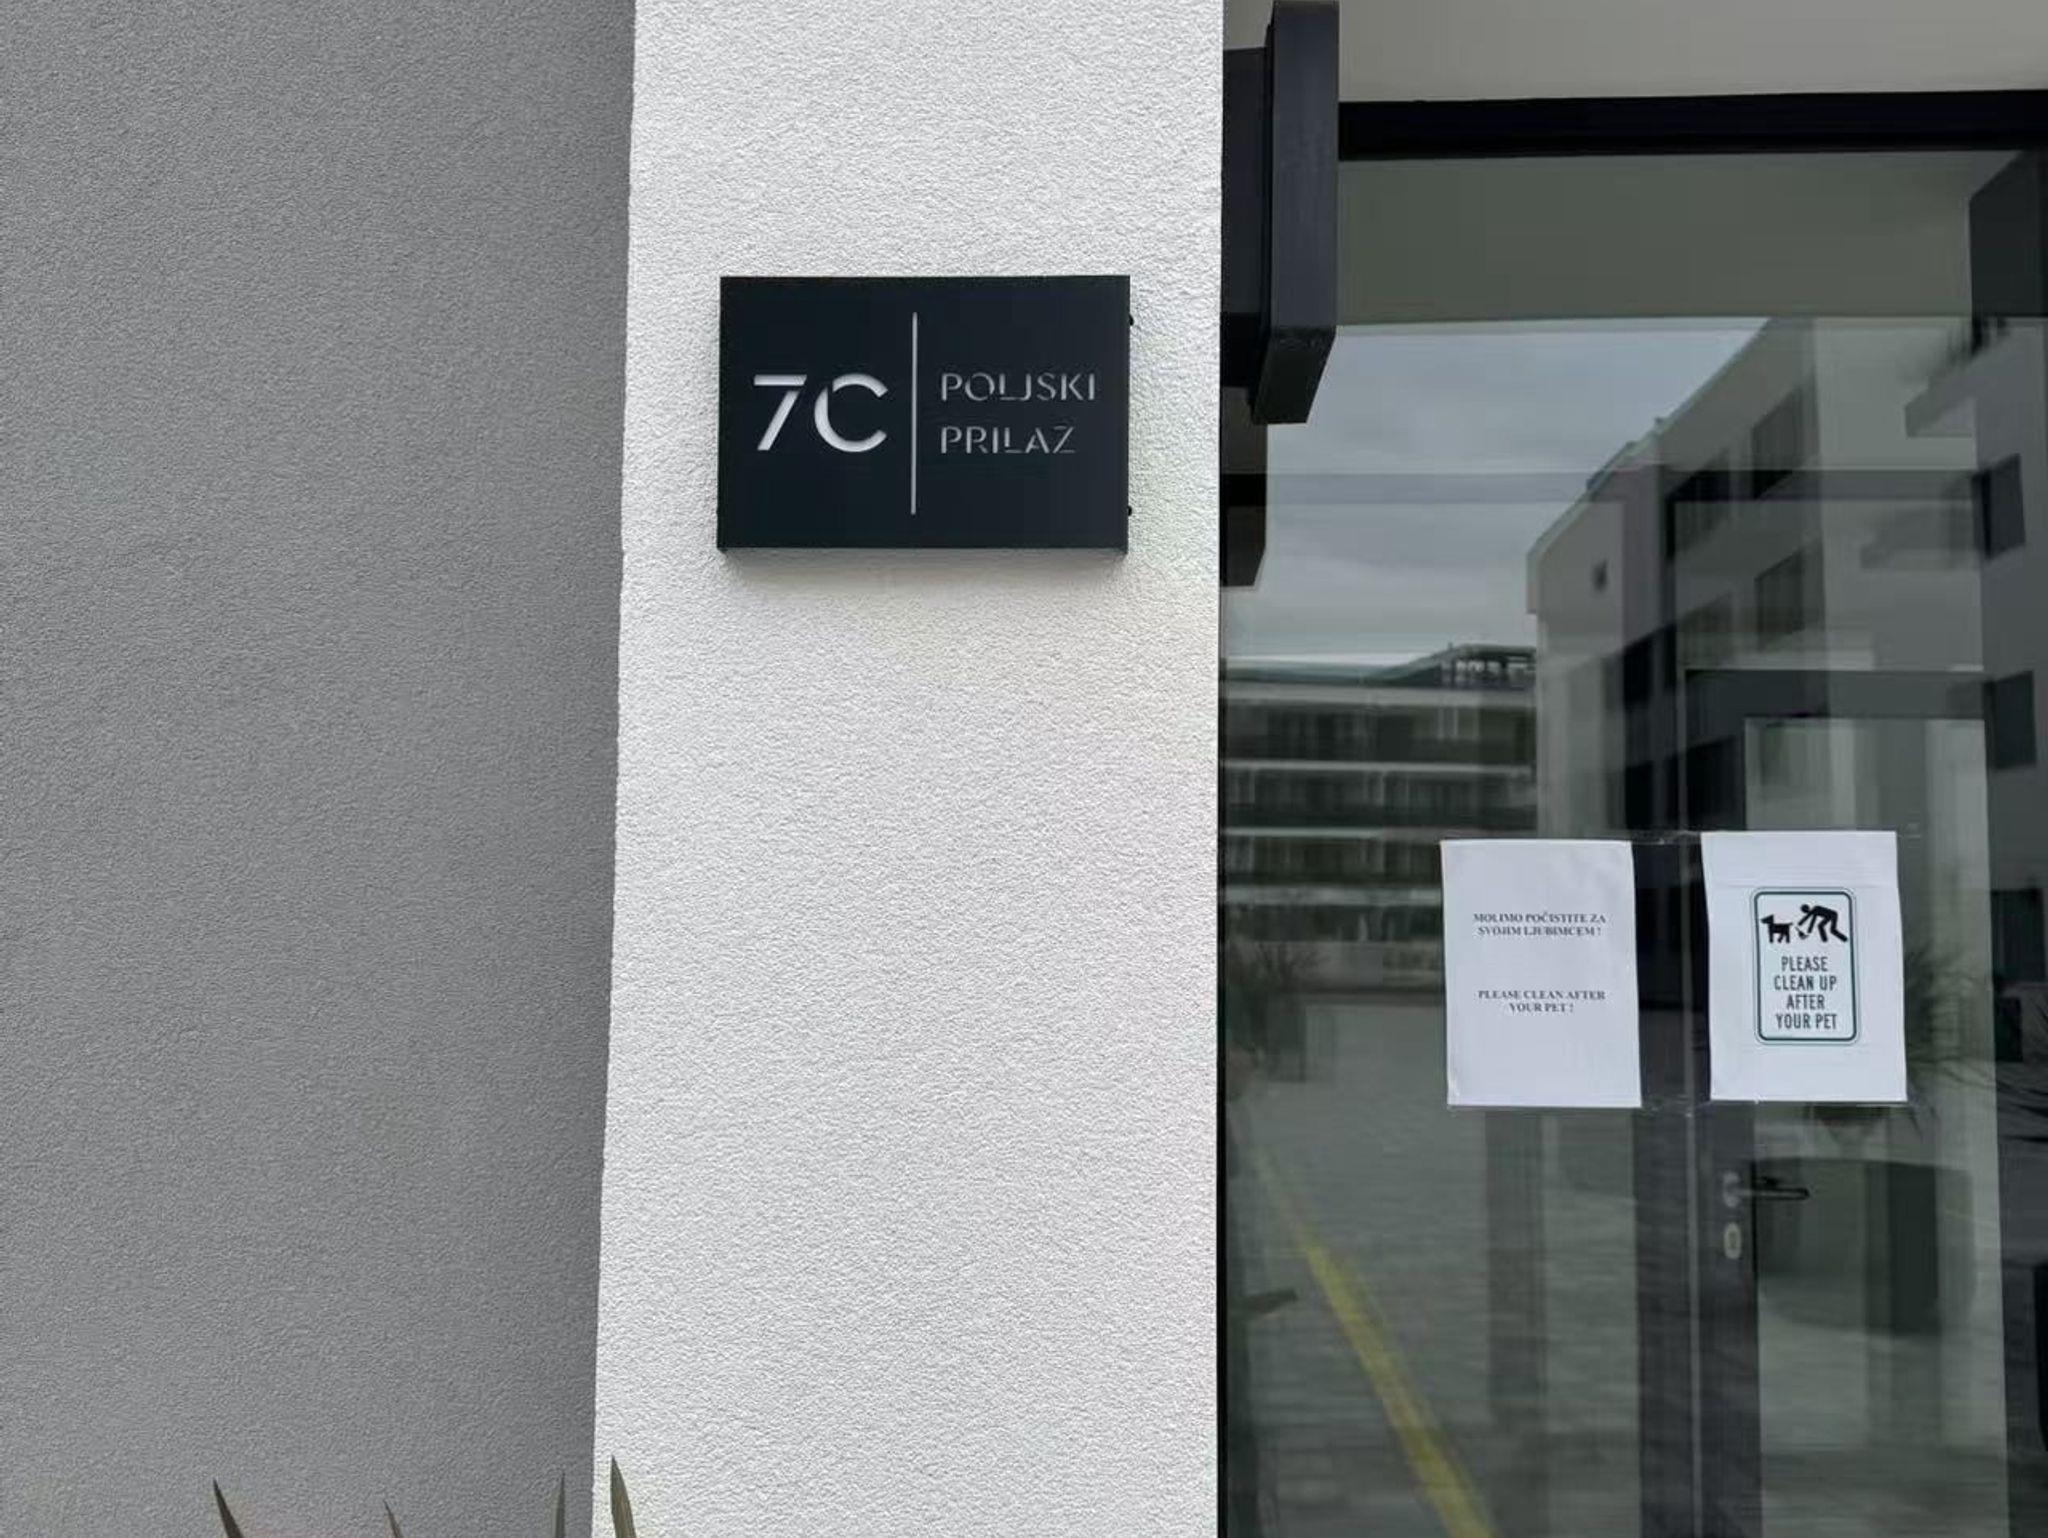 7C
POLJSKI
PRILAZ
MOLIMO POČISTITE ZA
SVOJIM LJUBIMCEM !
PLEASE CLEAN AFTER
YOUR PET !
PLEASE
CLEAN UP
AFTER
YOUR PET